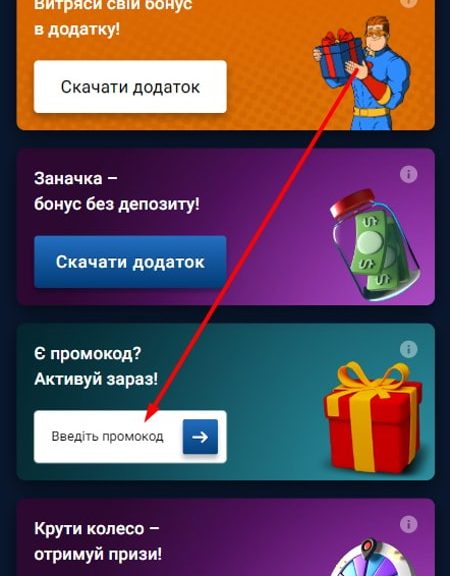 Витряси свій бонус
в додатку!
Скачати додаток
Заначка –
бонус без депозиту!
Скачати додаток
Є промокод?
Активуй зараз!
Введіть промокод
Крути колесо –
отримуй призи!